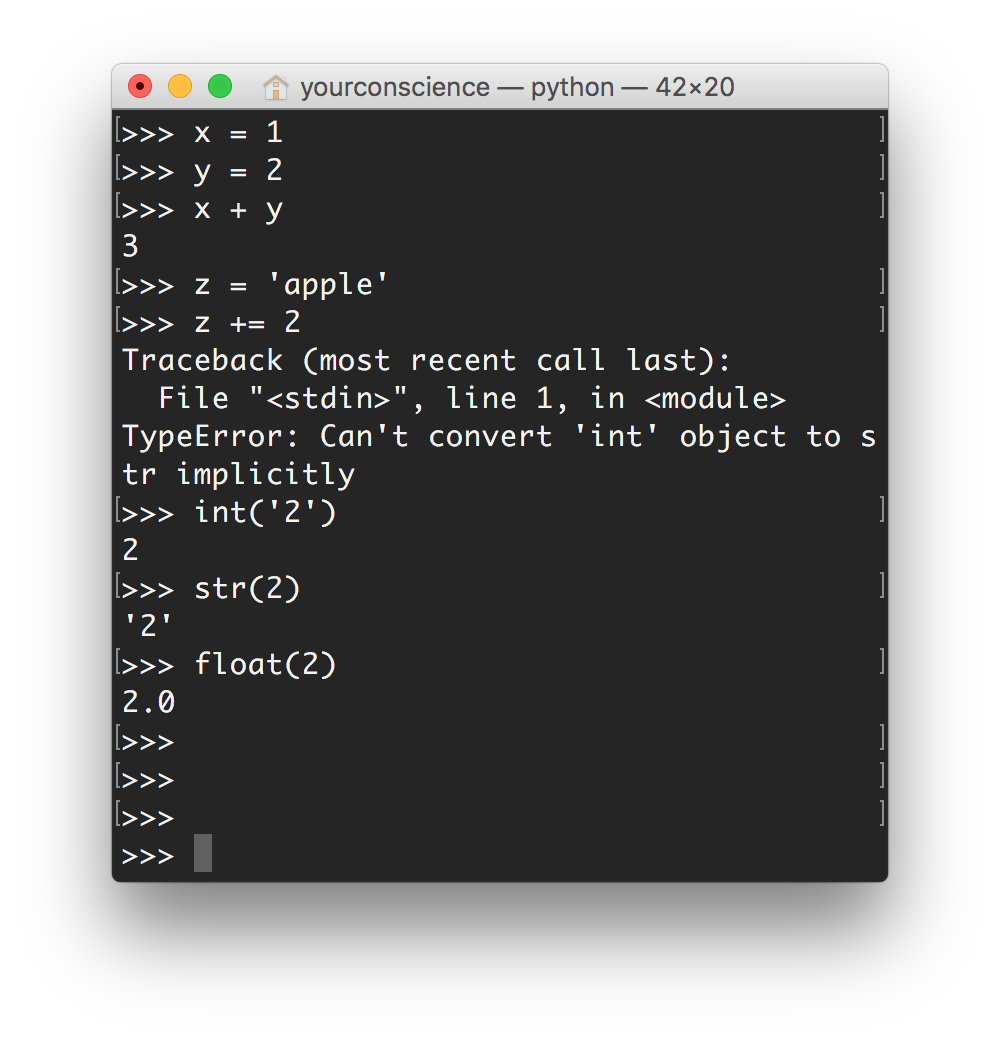 yourconscience — python — 42×20
>>> x = 1
>>> y = 2
>>> x + y
3
>>> z = 'apple'
>>> z += 2
Traceback (most recent call last):
  File "<stdin>", line 1, in <module>
TypeError: Can't convert 'int' object to s
tr implicitly
>>> int('2')
2
>>> str(2)
'2'
>>> float(2)
2.0
>>>
>>>
>>>
>>>